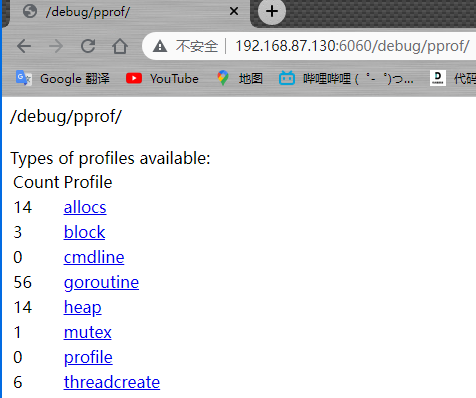 /debug/pprof/
不安全 | 192.168.87.130:6060/debug/pprof/
Google 翻译 YouTube 地图 哔哩哔哩 (゜-゜)つ... 代码
/debug/pprof/
Types of profiles available:
Count Profile
14 allocs
3 block
0 cmdline
56 goroutine
14 heap
1 mutex
0 profile
6 threadcreate